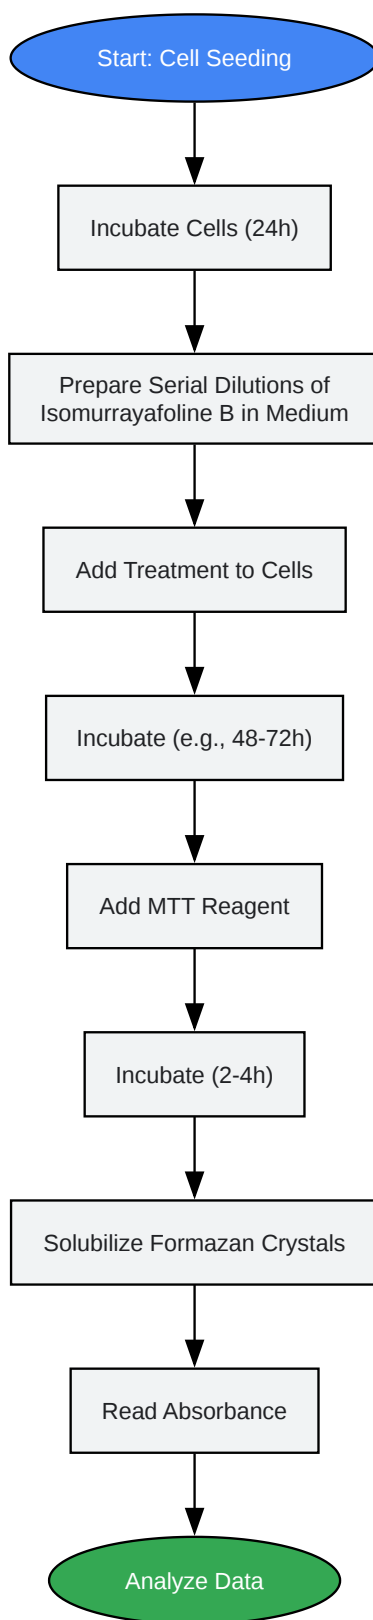 Start: Cell Seeding
Incubate Cells (24h)
Prepare Serial Dilutions of
Isomurrayafoline B in Medium
Add Treatment to Cells
Incubate (e.g., 48-72h)
Add MTT Reagent
Incubate (2-4h)
Solubilize Formazan Crystals
Read Absorbance
Analyze Data